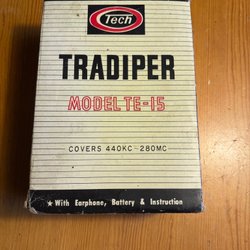 Tech
TRADIPER
MODEL TE-15
COVERS 440KC-280MC
★ With Earphone, Battery & Instruction